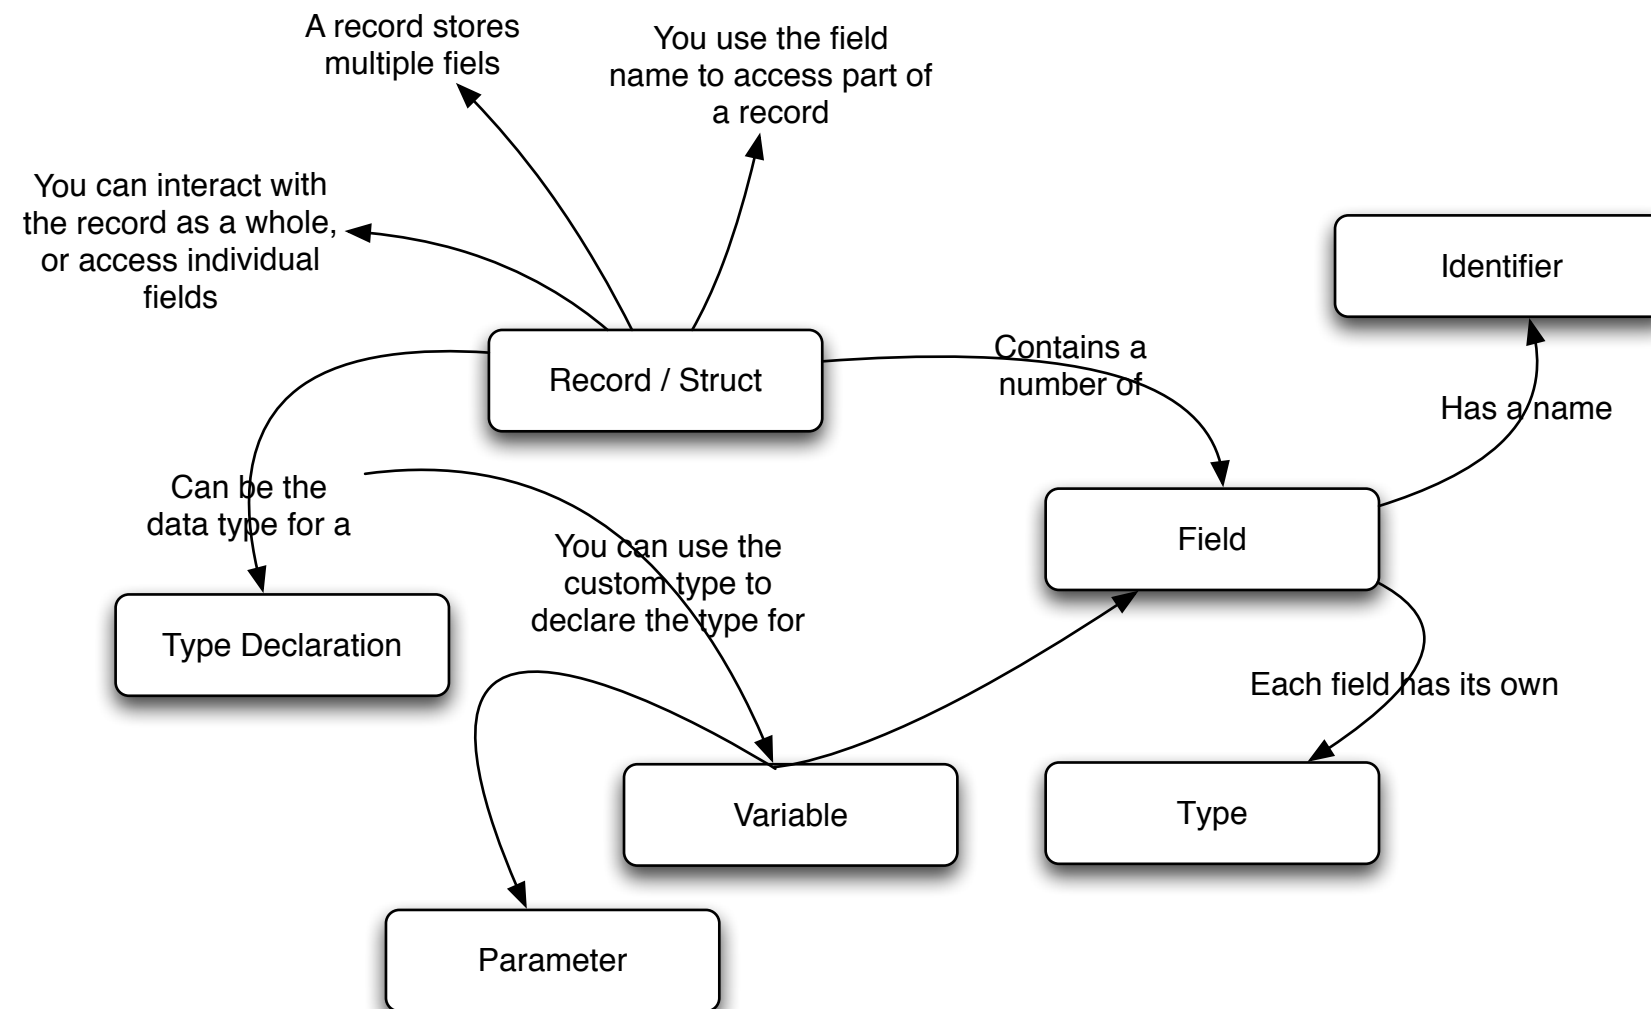 A record stores
multiple fiels
You use the field
name to access part of
a record
You can interact with
the record as a whole,
or access individual
fields
Identifier
Contains a
number of
Record / Struct
Has a name
Can be the
data type for a
Field
You can use the
custom type to
declare the type for
Type Declaration
Each field has its own
Variable
Type
Parameter